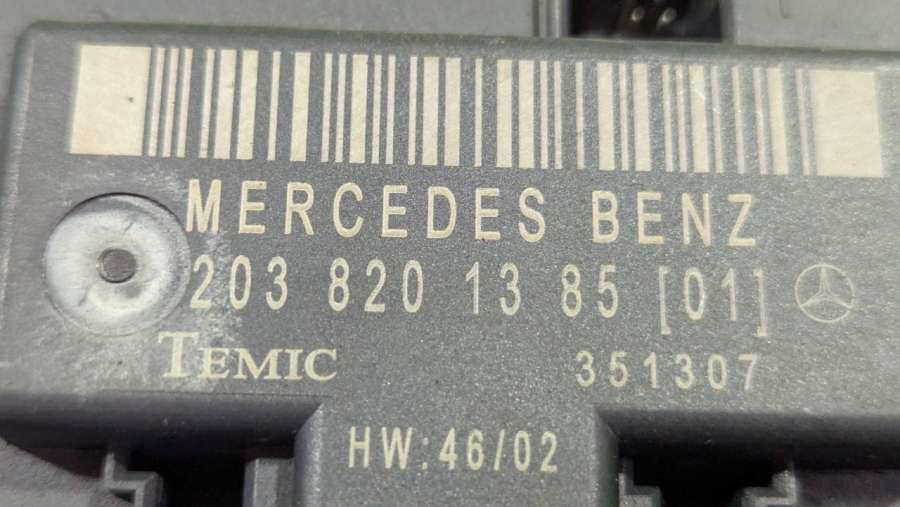 MERCEDES BENZ
203 820 13 85 [01]
TEMIC 351307
HW:46/02